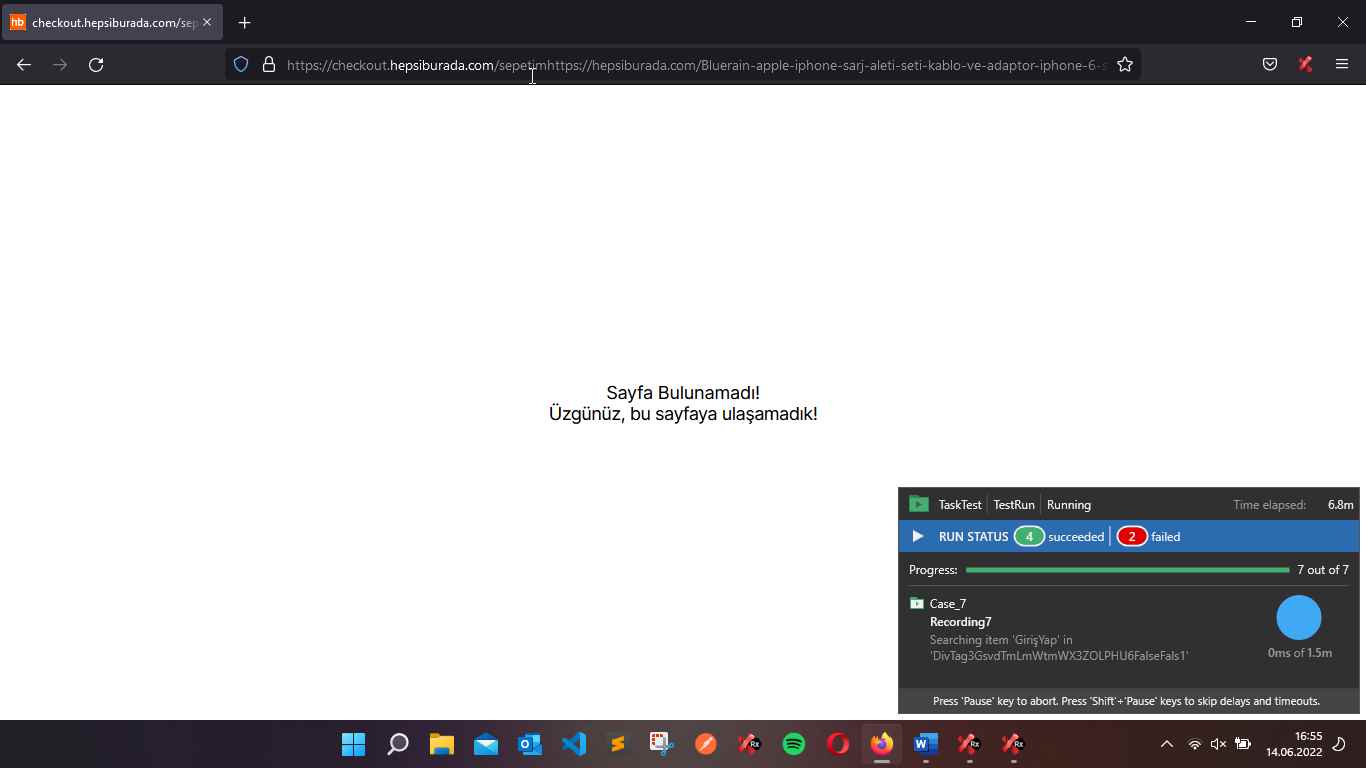 hb
checkout.hepsiburada.com/sep
https://checkout.hepsiburada.com/sepetimhttps://hepsiburada.com/Bluerain-apple-iphone-sarj-aleti-seti-kablo-ve-adaptor-iphone-6-s
Sayfa Bulunamadı!
Üzgünüz, bu sayfaya ulaşamadık!
TaskTest TestRun Running Time elapsed: 6.8m
RUN STATUS 4 succeeded 2 failed
Progress: 7 out of 7
Case_7
Recording7
Searching item 'GirişYap' in
'DivTag3GsvdTmLmWtmWX3ZOLPHU6FalseFals1'
0ms of 1.5m
Press 'Pause' key to abort. Press 'Shift'+'Pause' keys to skip delays and timeouts.
Rx
Rx
Rx
16:55
14.06.2022